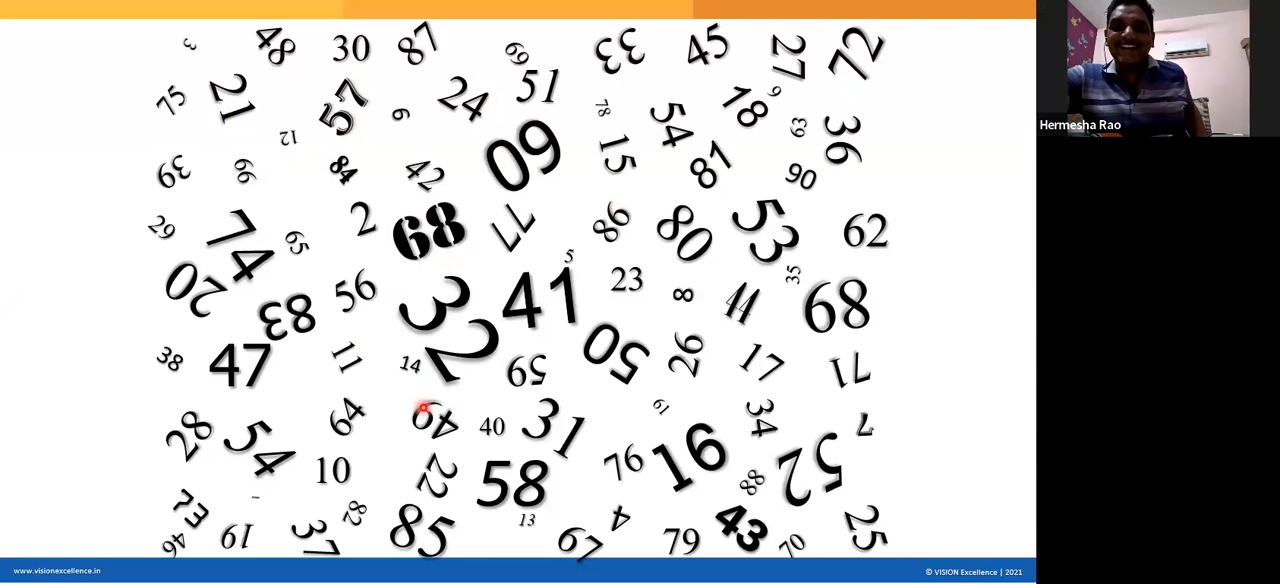 3 48 30 87 69 33 45 27 72
75 21 57 6 24 51 78 54 18 9 63 36
12
39 66 84 42 09 15 81 90
29 74 65 2 68 77 86 80 53 62
20 83 56 32 41 5 23 8 44 35 68
38 47 11 14 59 50 26 17 71
28 54 64 49 40 31 61 34 7
10 22 58 76 16 88 52
46 19 37 82 85 13 67 4 79 43 70 25
Hermesha Rao
www.visionexcellence.in
© VISION Excellence | 2021